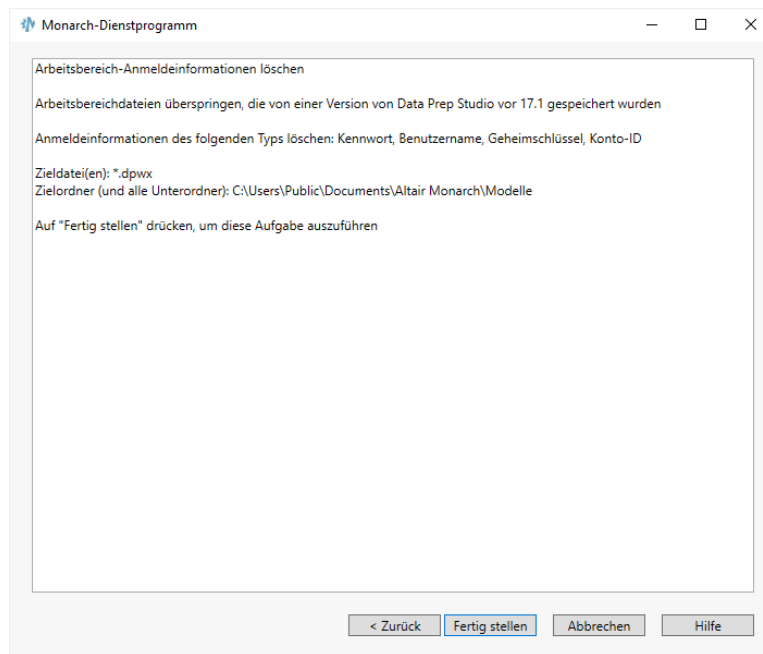 Monarch-Dienstprogramm
Arbeitsbereich-Anmeldeinformationen löschen
Arbeitsbereichdateien überspringen, die von einer Version von Data Prep Studio vor 17.1 gespeichert wurden
Anmeldeinformationen des folgenden Typs löschen: Kennwort, Benutzername, Geheimschlüssel, Konto-ID
Zieldatei(en): *.dpwx
Zielordner (und alle Unterordner): C:\Users\Public\Documents\Altair Monarch\Modelle
Auf "Fertig stellen" drücken, um diese Aufgabe auszuführen
< Zurück Fertig stellen Abbrechen Hilfe